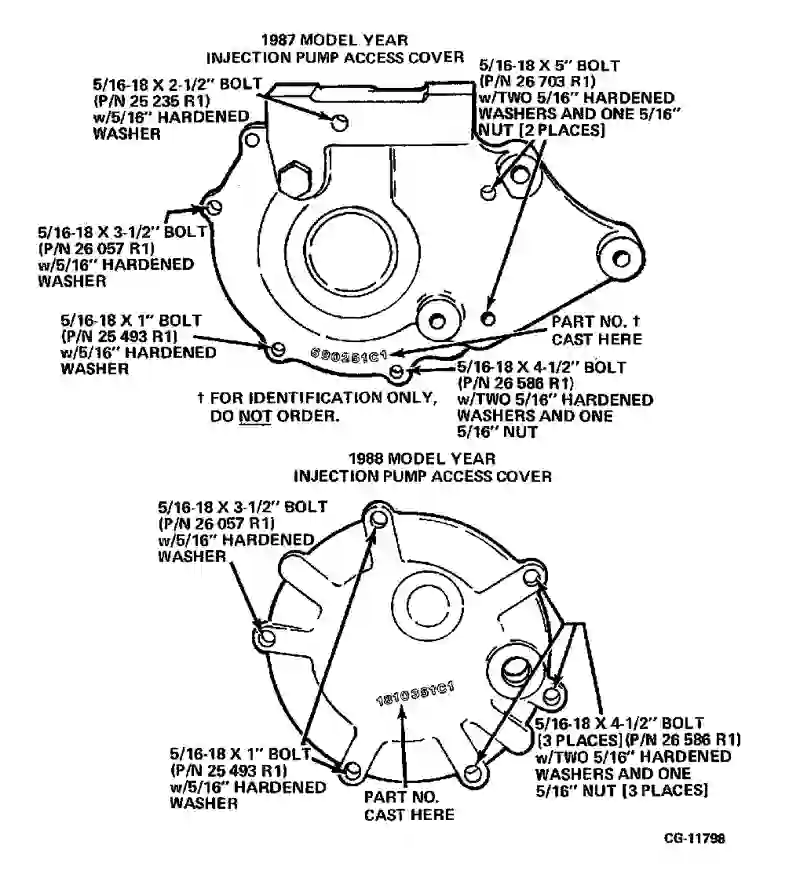 1987 MODEL YEAR
INJECTION PUMP ACCESS COVER
5/16-18 X 2-1/2" BOLT
(P/N 25 235 R1)
w/5/16" HARDENED
WASHER
5/16-18 X 5" BOLT
(P/N 26 703 R1)
w/TWO 5/16" HARDENED
WASHERS AND ONE 5/16"
NUT [2 PLACES]
5/16-18 X 3-1/2" BOLT
(P/N 26 057 R1)
w/5/16" HARDENED
WASHER
5/16-18 X 1" BOLT
(P/N 25 493 R1)
w/5/16" HARDENED
WASHER
690251C1
PART NO. †
CAST HERE
5/16-18 X 4-1/2" BOLT
(P/N 26 586 R1)
w/TWO 5/16" HARDENED
WASHERS AND ONE
5/16" NUT
† FOR IDENTIFICATION ONLY,
DO NOT ORDER.
1988 MODEL YEAR
INJECTION PUMP ACCESS COVER
5/16-18 X 3-1/2" BOLT
(P/N 26 057 R1)
w/5/16" HARDENED
WASHER
1810351C1
5/16-18 X 1" BOLT
(P/N 25 493 R1)
w/5/16" HARDENED
WASHER
PART NO.
CAST HERE
5/16-18 X 4-1/2" BOLT
[3 PLACES] (P/N 26 586 R1)
w/TWO 5/16" HARDENED
WASHERS AND ONE
5/16" NUT [3 PLACES]
CG-11798